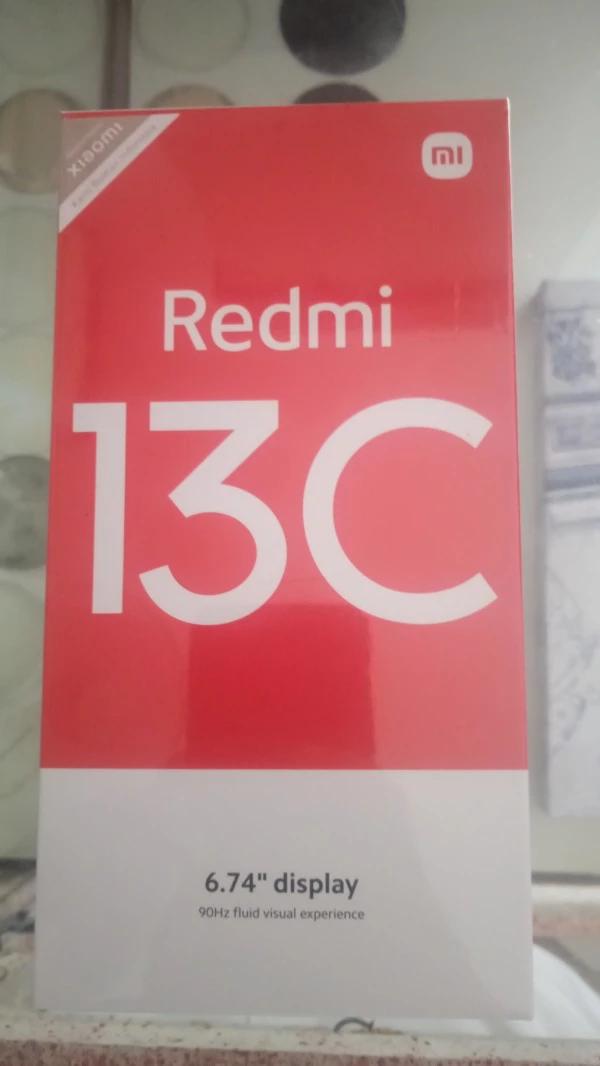 xiaomi
mi
Redmi
13C
6.74" display
90Hz fluid visual experience